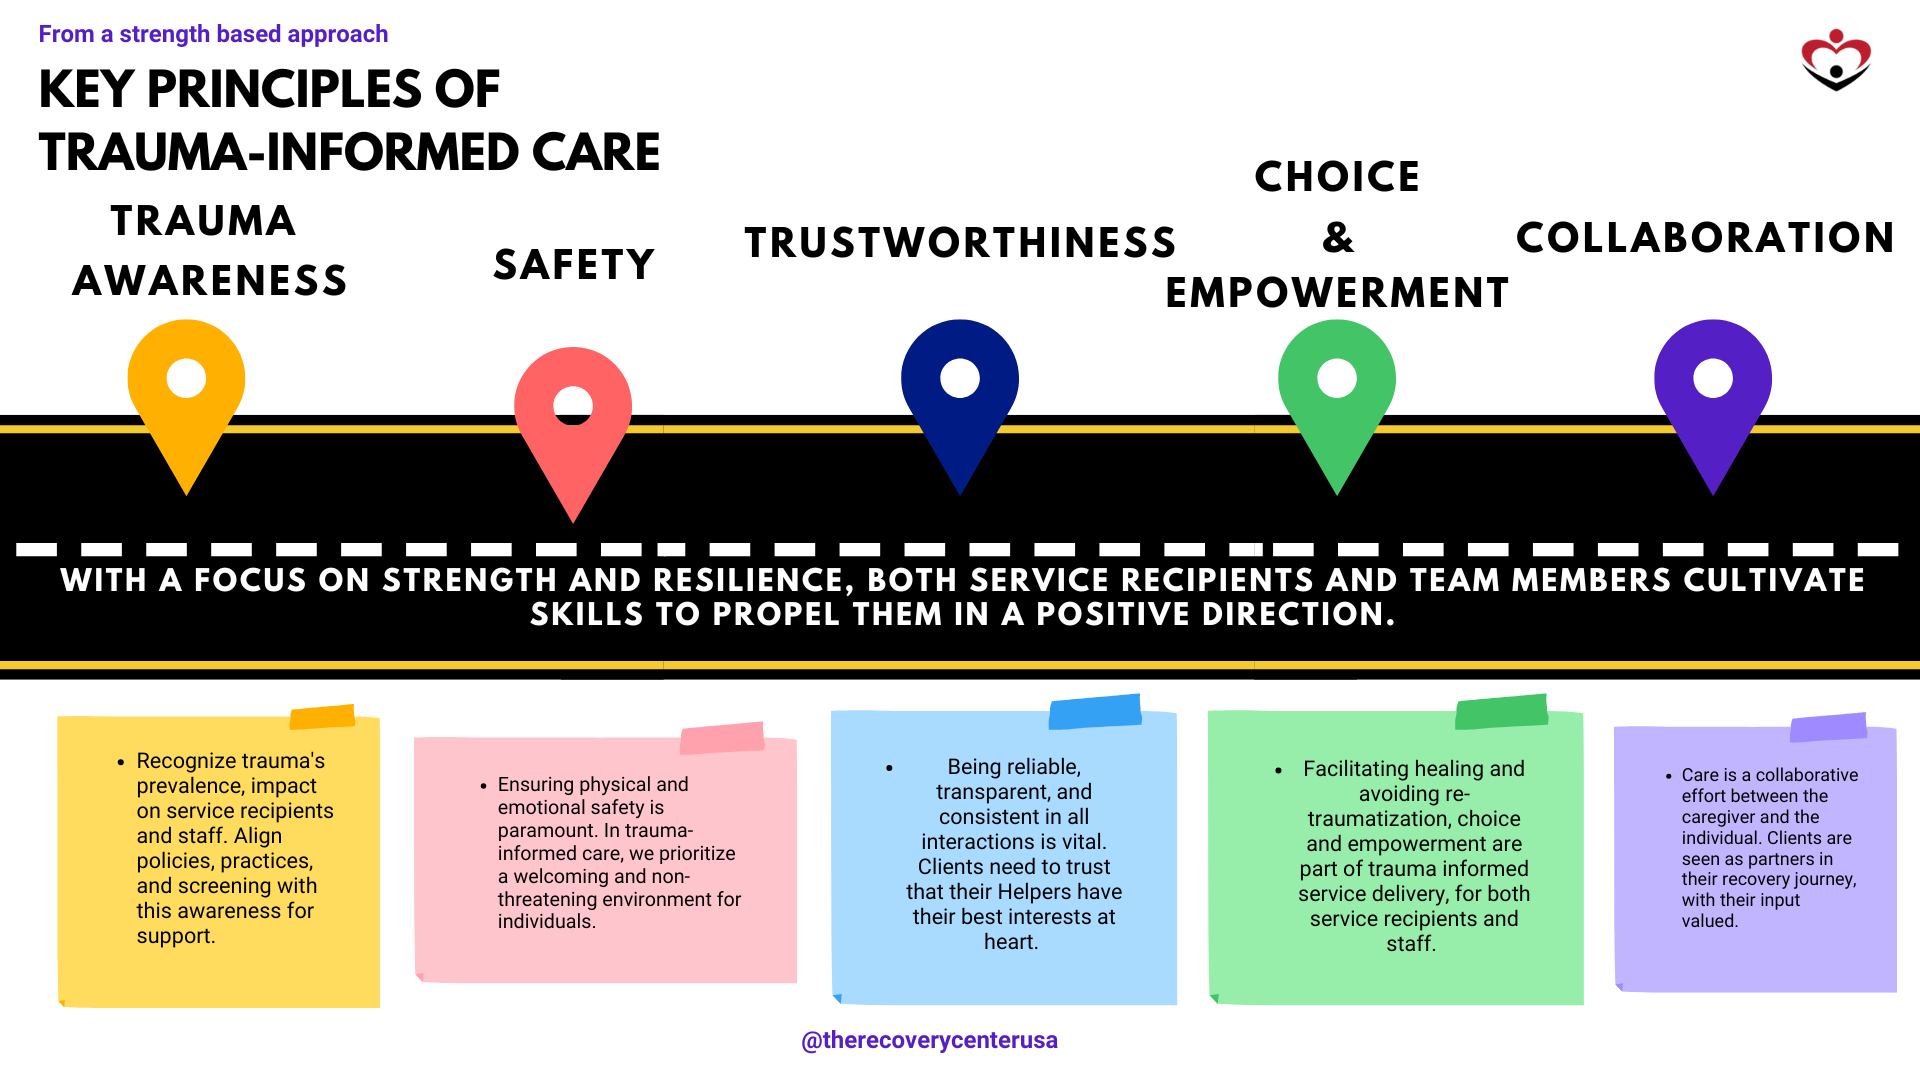 From a strength based approach
KEY PRINCIPLES OF
TRAUMA-INFORMED CARE
TRAUMA
AWARENESS
SAFETY
TRUSTWORTHINESS
CHOICE
&
EMPOWERMENT
COLLABORATION
WITH A FOCUS ON STRENGTH AND RESILIENCE, BOTH SERVICE RECIPIENTS AND TEAM MEMBERS CULTIVATE
SKILLS TO PROPEL THEM IN A POSITIVE DIRECTION.
• Recognize trauma's
prevalence, impact
on service recipients
and staff. Align
policies, practices,
and screening with
this awareness for
support.
• Ensuring physical and
emotional safety is
paramount. In trauma-
informed care, we prioritize
a welcoming and non-
threatening environment for
individuals.
• Being reliable,
transparent, and
consistent in all
interactions is vital.
Clients need to trust
that their Helpers have
their best interests at
heart.
• Facilitating healing and
avoiding re-
traumatization, choice
and empowerment are
part of trauma informed
service delivery, for both
service recipients and
staff.
• Care is a collaborative
effort between the
caregiver and the
individual. Clients are
seen as partners in
their recovery journey,
with their input
valued.
@therecoverycenterusa